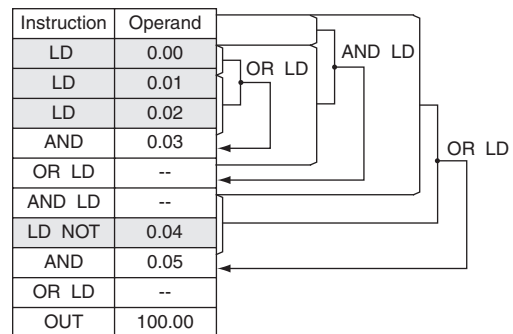 Instruction Operand
LD 0.00
LD 0.01
LD 0.02
AND 0.03
OR LD --
AND LD --
LD NOT 0.04
AND 0.05
OR LD --
OUT 100.00
OR LD
AND LD
OR LD